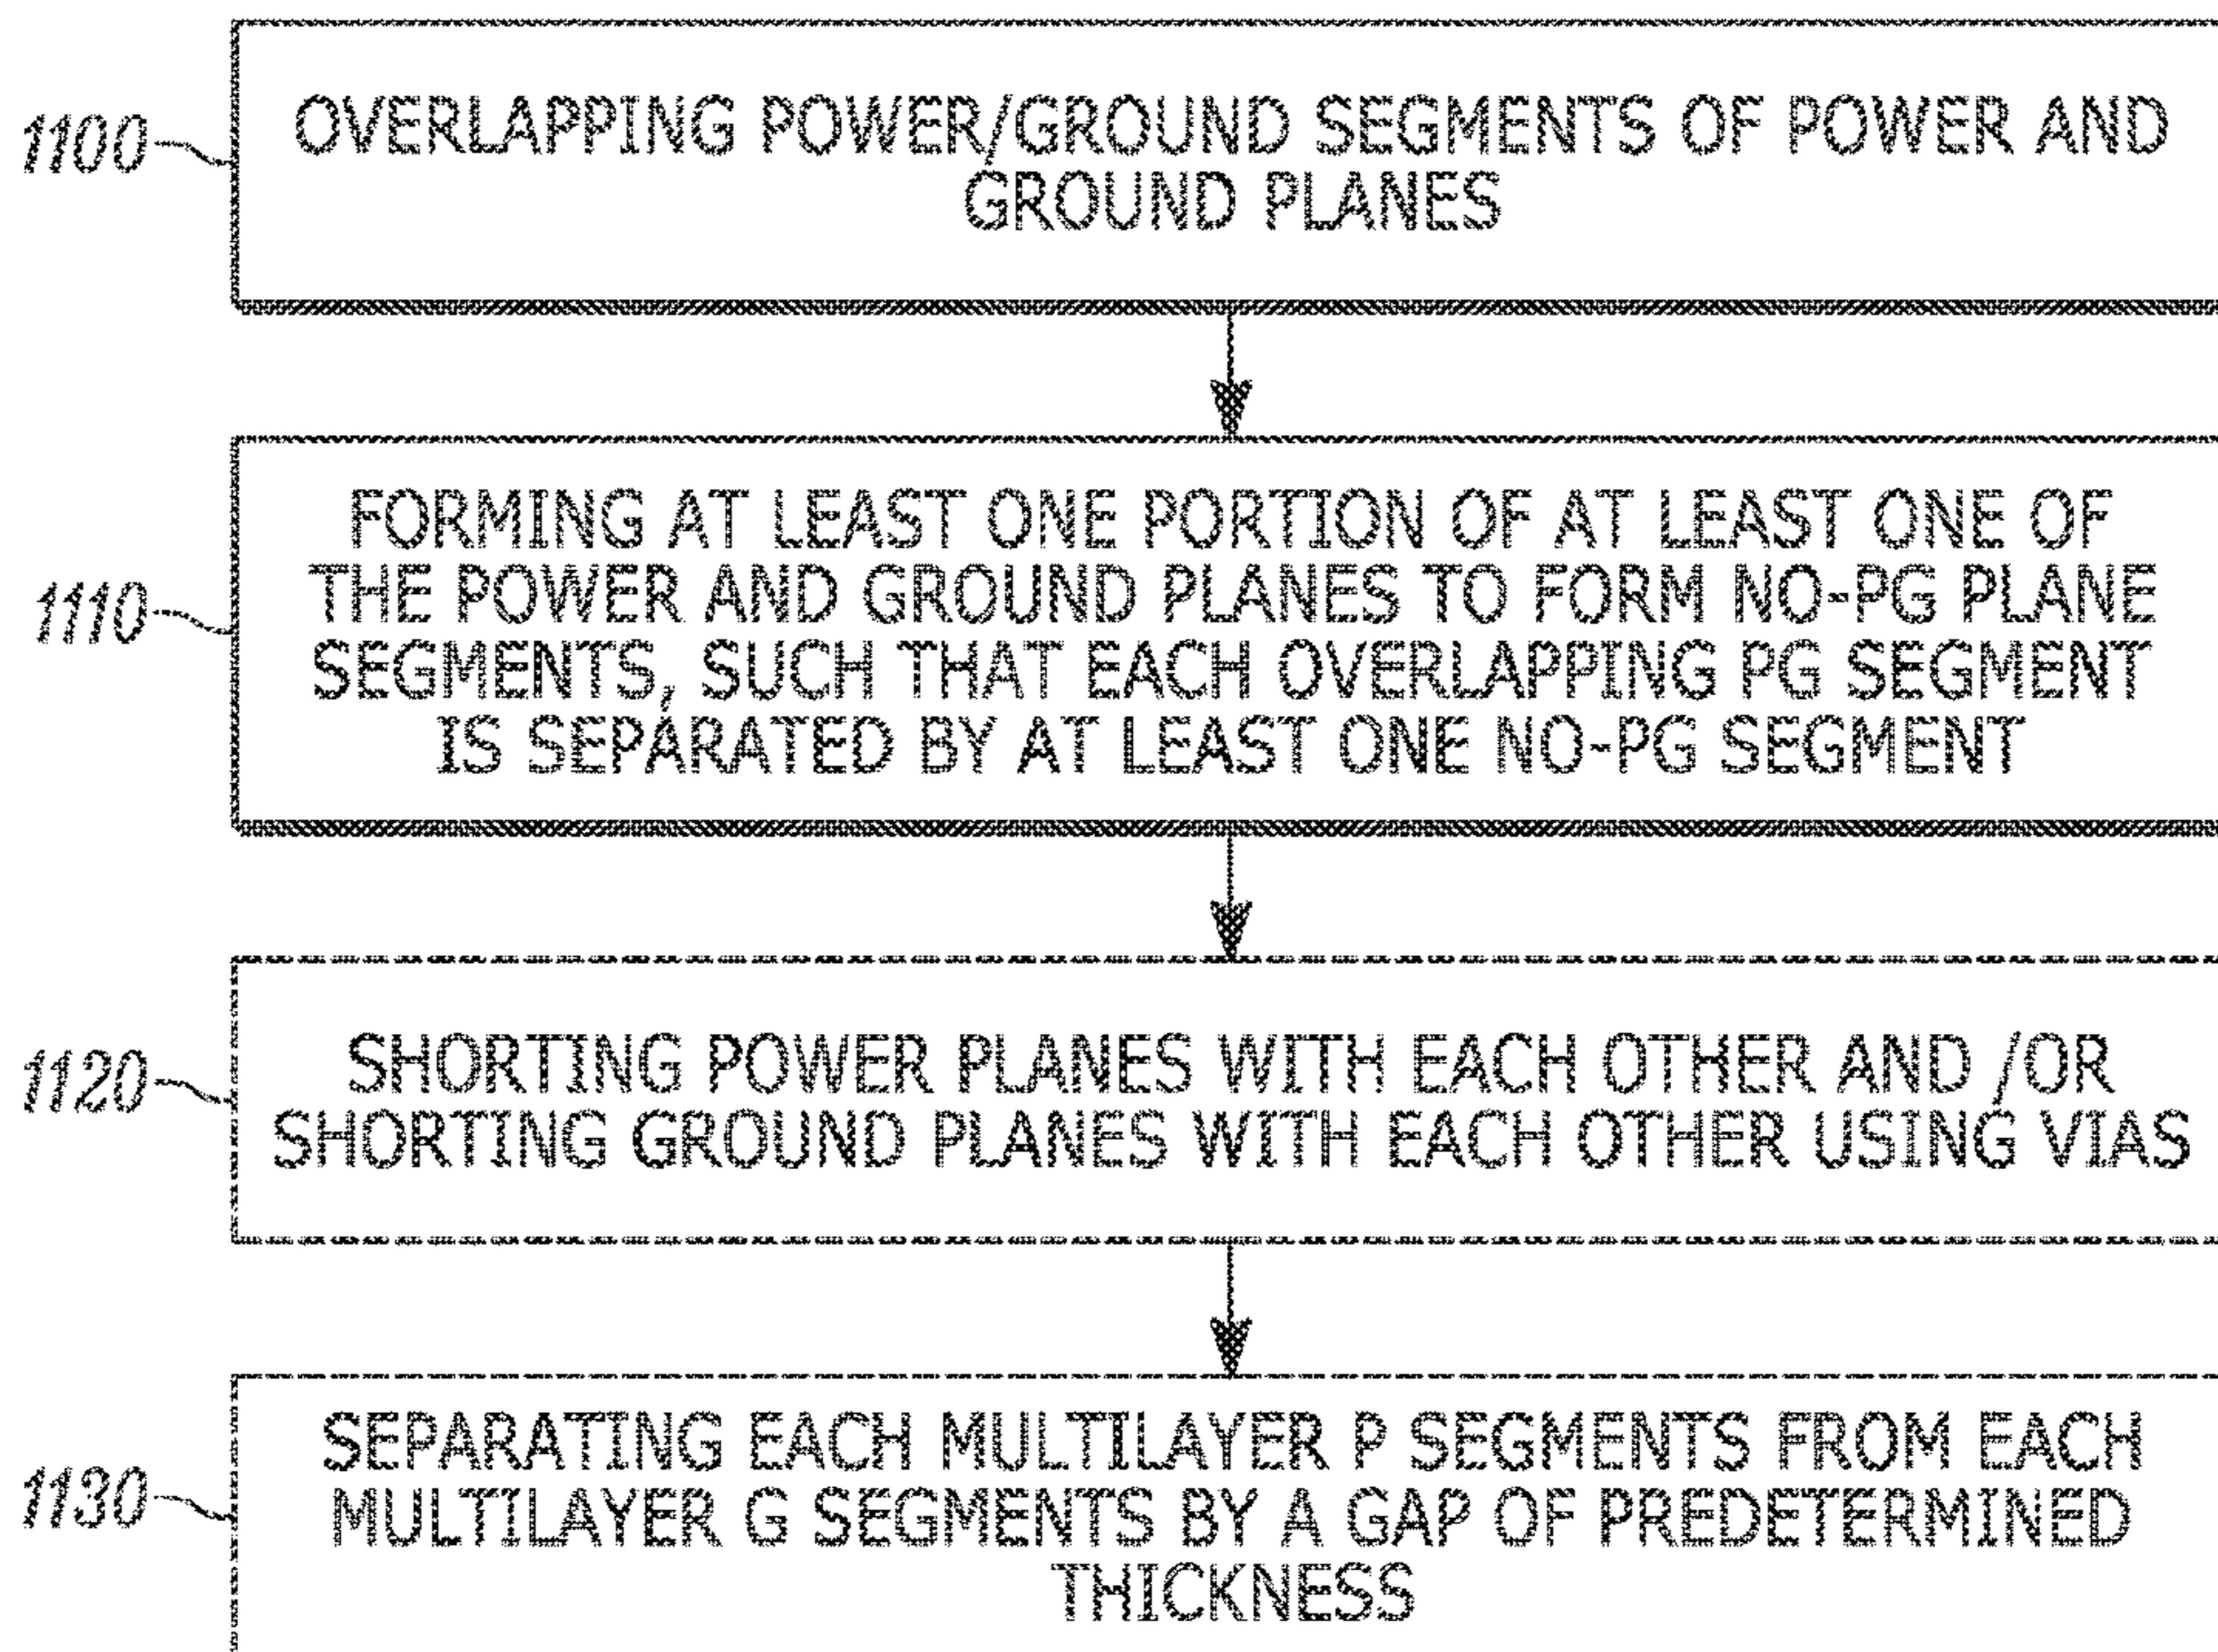 1100
OVERLAPPING POWER/GROUND SEGMENTS OF POWER AND
GROUND PLANES
1110
FORMING AT LEAST ONE PORTION OF AT LEAST ONE OF
THE POWER AND GROUND PLANES TO FORM NO-PG PLANE
SEGMENTS, SUCH THAT EACH OVERLAPPING PG SEGMENT
IS SEPARATED BY AT LEAST ONE NO-PG SEGMENT
1120
SHORTING POWER PLANES WITH EACH OTHER AND /OR
SHORTING GROUND PLANES WITH EACH OTHER USING VIAS
1130
SEPARATING EACH MULTILAYER P SEGMENTS FROM EACH
MULTILAYER G SEGMENTS BY A GAP OF PREDETERMINED
THICKNESS